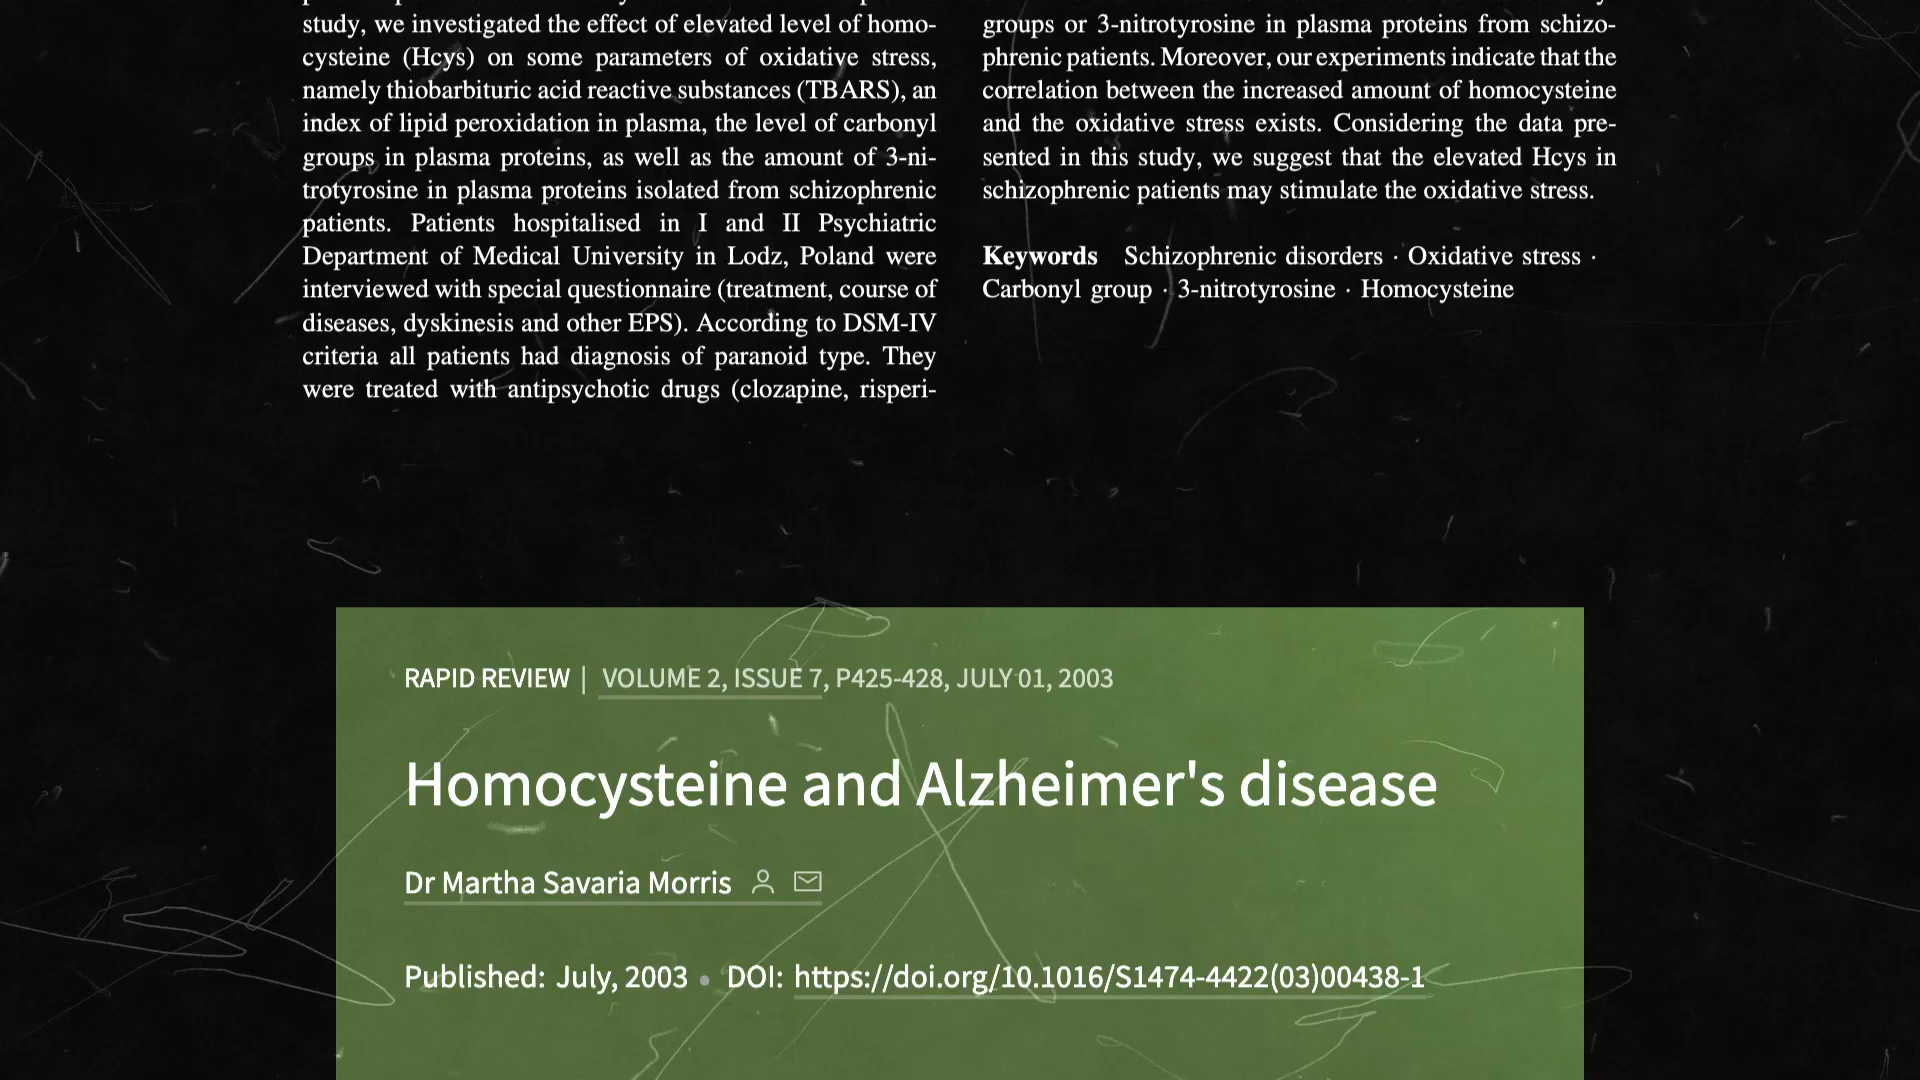 study, we investigated the effect of elevated level of homo-
cysteine (Hcys) on some parameters of oxidative stress,
namely thiobarbituric acid reactive substances (TBARS), an
index of lipid peroxidation in plasma, the level of carbonyl
groups in plasma proteins, as well as the amount of 3-ni-
trotyrosine in plasma proteins isolated from schizophrenic
patients. Patients hospitalised in I and II Psychiatric
Department of Medical University in Lodz, Poland were
interviewed with special questionnaire (treatment, course of
diseases, dyskinesis and other EPS). According to DSM-IV
criteria all patients had diagnosis of paranoid type. They
were treated with antipsychotic drugs (clozapine, risperi-
groups or 3-nitrotyrosine in plasma proteins from schizo-
phrenic patients. Moreover, our experiments indicate that the
correlation between the increased amount of homocysteine
and the oxidative stress exists. Considering the data pre-
sented in this study, we suggest that the elevated Hcys in
schizophrenic patients may stimulate the oxidative stress.
Keywords Schizophrenic disorders · Oxidative stress ·
Carbonyl group · 3-nitrotyrosine · Homocysteine
RAPID REVIEW | VOLUME 2, ISSUE 7, P425-428, JULY 01, 2003
Homocysteine and Alzheimer's disease
Dr Martha Savaria Morris
Published: July, 2003 • DOI: https://doi.org/10.1016/S1474-4422(03)00438-1